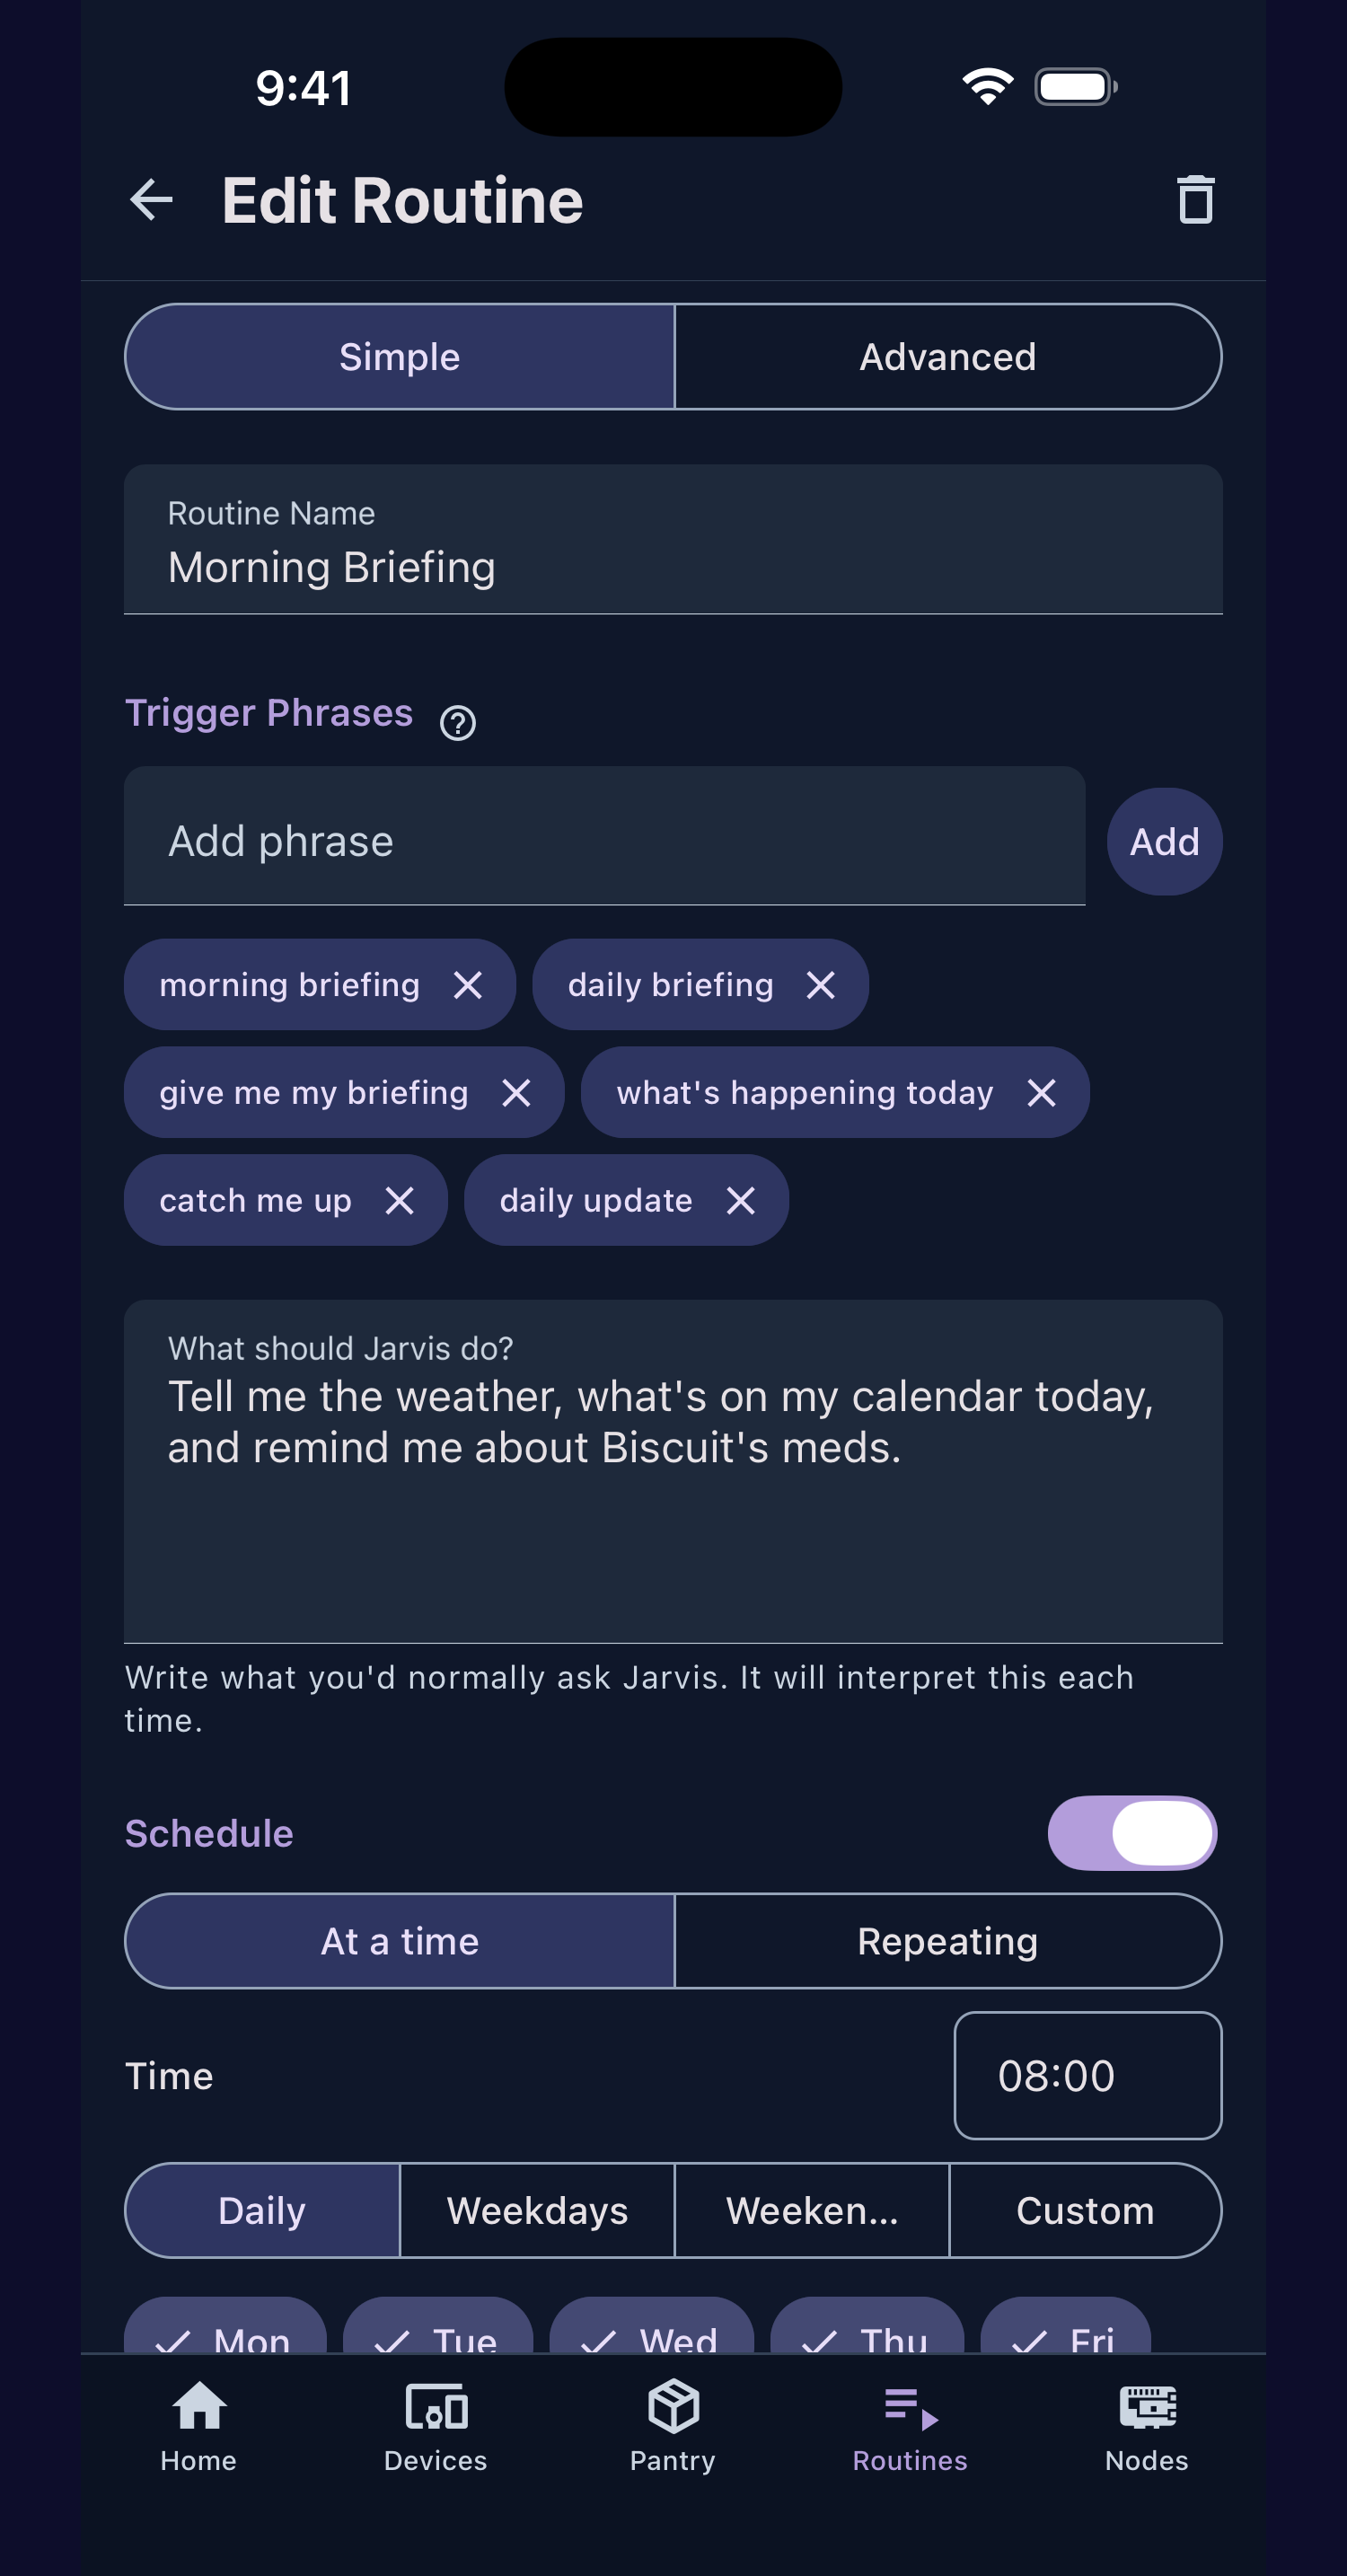 9:41
Edit Routine
Simple
Advanced
Routine Name
Morning Briefing
Trigger Phrases
Add phrase
Add
morning briefing
daily briefing
give me my briefing
what's happening today
catch me up
daily update
What should Jarvis do?
Tell me the weather, what's on my calendar today,
and remind me about Biscuit's meds.
Write what you'd normally ask Jarvis. It will interpret this each
time.
Schedule
At a time
Repeating
Time
08:00
Daily
Weekdays
Weeken...
Custom
Mon
Tue
Wed
Thu
Fri
Home
Devices
Pantry
Routines
Nodes